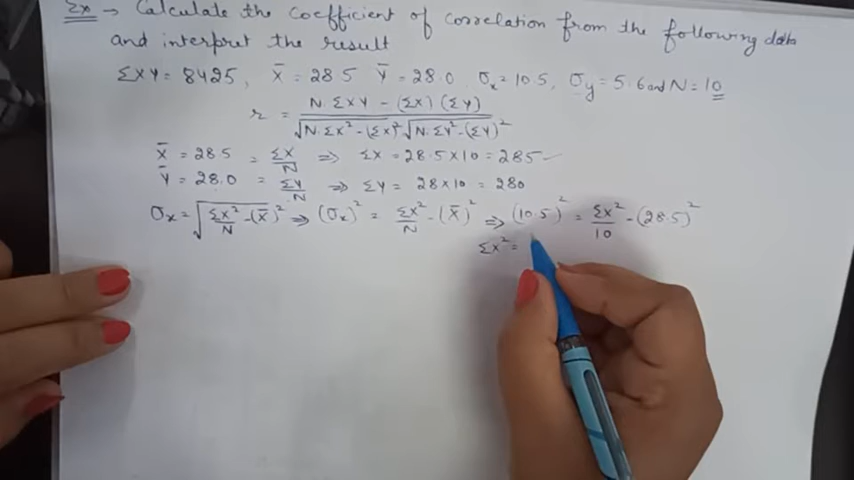 Ex → Calculate the coefficient of correlation from the following data
and interpret the result
ΣXY = 8425, X̄ = 28.5 Ȳ = 28.0 σx = 10.5, σy = 5.6 and N = 10
r = N.ΣXY - (ΣX)(ΣY) / √N.ΣX² - (ΣX)² √N.ΣY² - (ΣY)²
X̄ = 28.5 = ΣX/N ⇒ ΣX = 28.5×10 = 285
Ȳ = 28.0 = ΣY/N ⇒ ΣY = 28×10 = 280
σx = √ΣX²/N - (X̄)² ⇒ (σx)² = ΣX²/N - (X̄)² ⇒ (10.5)² = ΣX²/10 - (28.5)²
ΣX² =